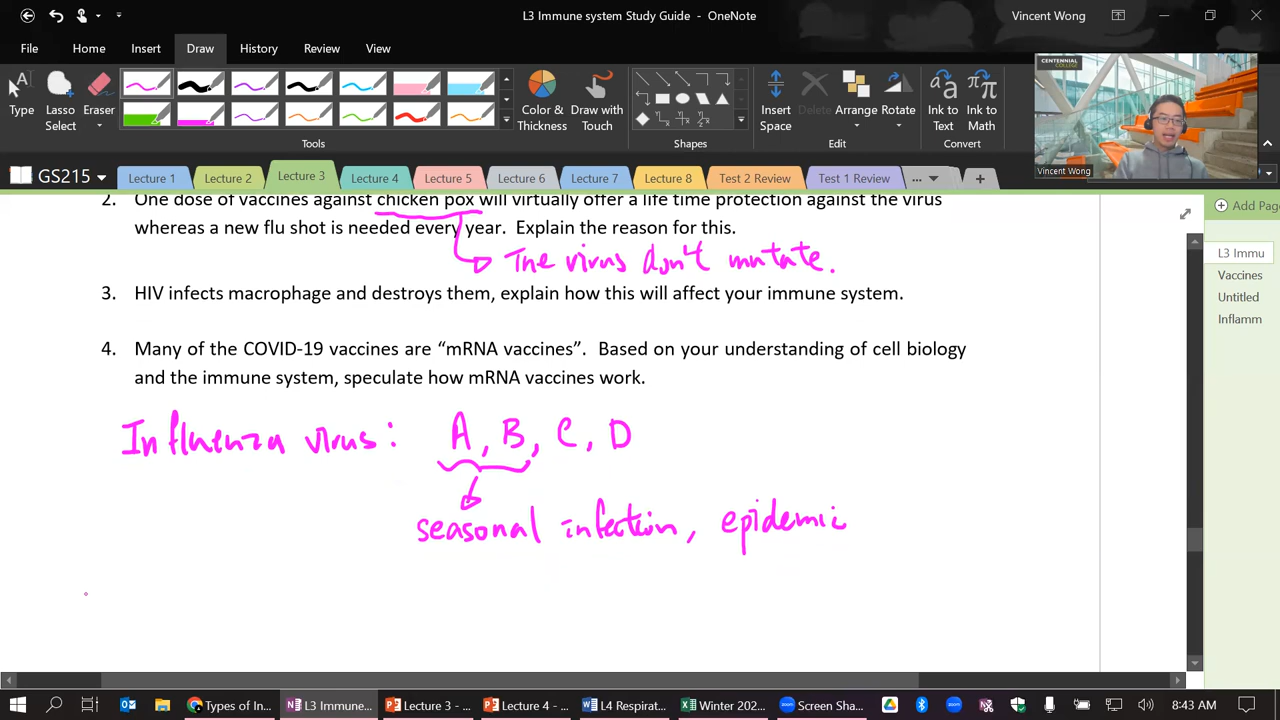 L3 Immune system Study Guide - OneNote
Vincent Wong
File Home Insert Draw History Review View
Type
Lasso Select
Eraser
Color & Thickness
Draw with Touch
Insert Space
Delete
Arrange
Rotate
Ink to Text
Ink to Math
Tools
Shapes
Edit
Convert
CENTENNIAL COLLEGE
Vincent Wong
GS215
Lecture 1 Lecture 2 Lecture 3 Lecture 4 Lecture 5 Lecture 6 Lecture 7 Lecture 8 Test 2 Review Test 1 Review ...
Add Pag
L3 Immu
Vaccines
Untitled
Inflamm
2. One dose of vaccines against chicken pox will virtually offer a life time protection against the virus
whereas a new flu shot is needed every year. Explain the reason for this.
The virus don't mutate.
3. HIV infects macrophage and destroys them, explain how this will affect your immune system.
4. Many of the COVID-19 vaccines are “mRNA vaccines”. Based on your understanding of cell biology
and the immune system, speculate how mRNA vaccines work.
Influenza virus: A, B, C, D
seasonal infection, epidemic
Types of In... L3 Immune... Lecture 3 - ... Lecture 4 - ... L4 Respirat... Winter 202... Screen Sha... 8:43 AM